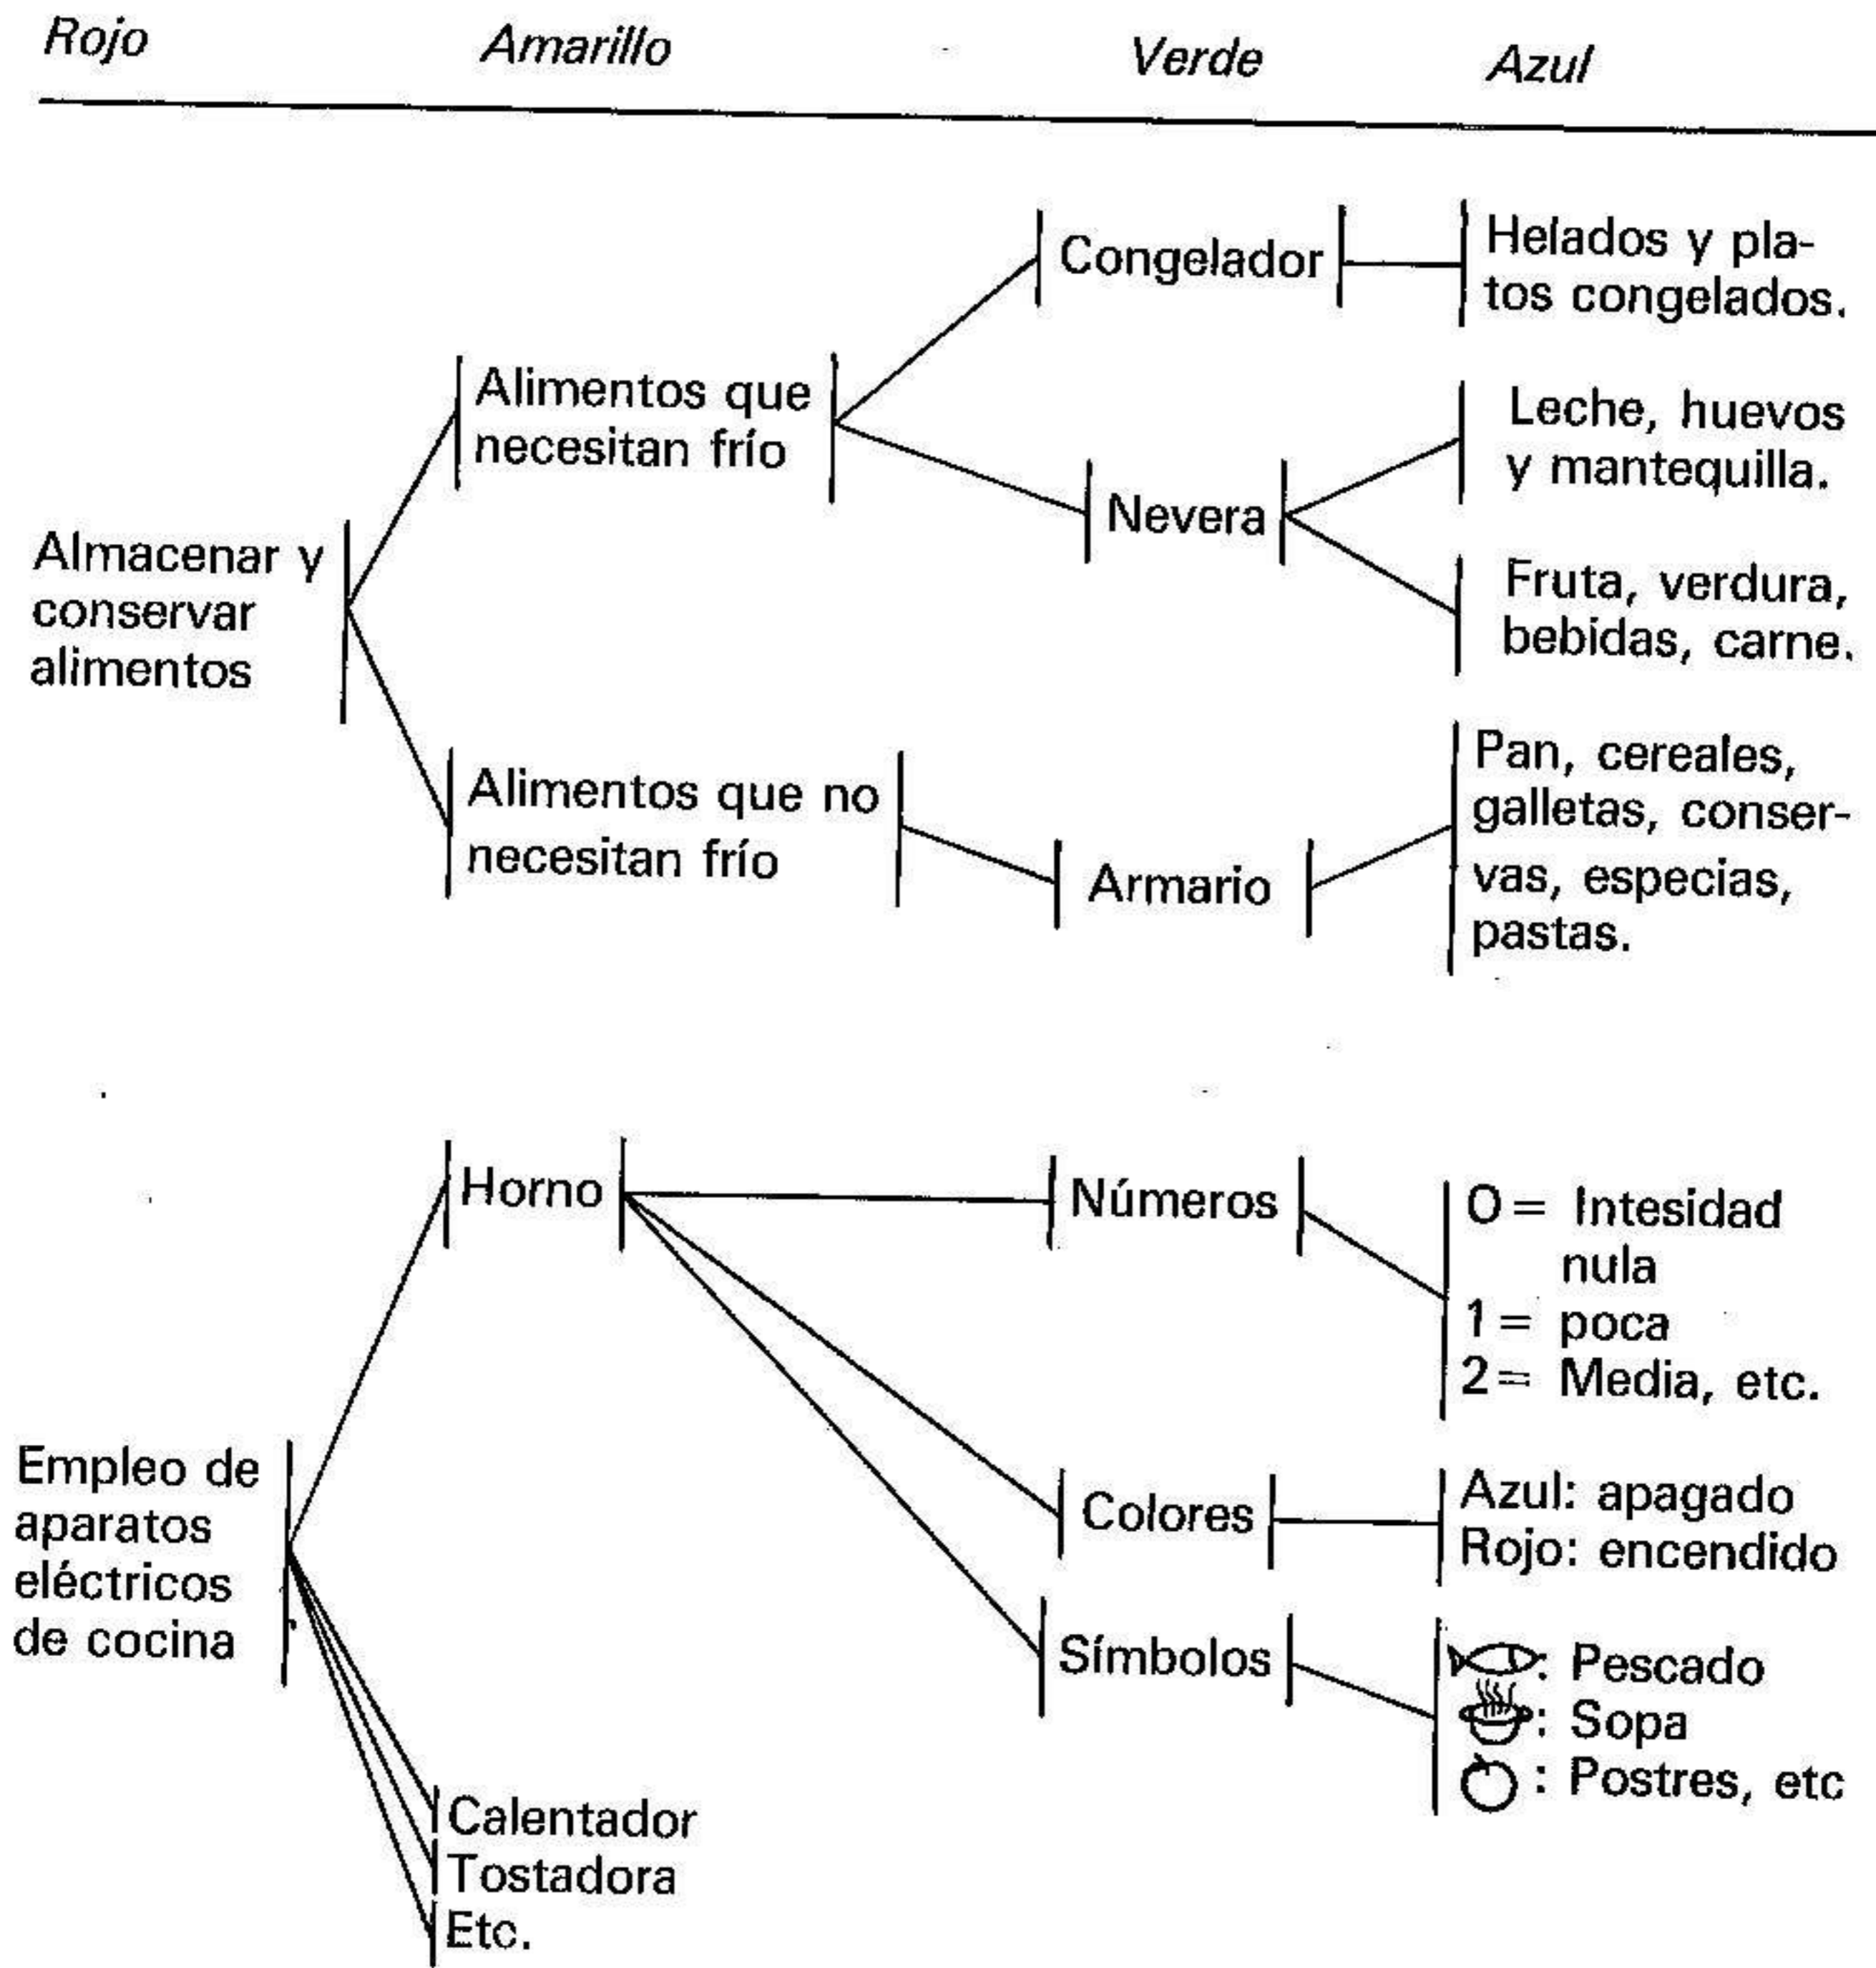 Rojo Amarillo Verde Azul
Almacenar y
conservar
alimentos
Alimentos que
necesitan frío
Alimentos que no
necesitan frío
Congelador
Nevera
Armario
Helados y pla-
tos congelados.
Leche, huevos
y mantequilla.
Fruta, verdura,
bebidas, carne.
Pan, cereales,
galletas, conser-
vas, especias,
pastas.
Empleo de
aparatos
eléctricos
de cocina
Horno
Calentador
Tostadora
Etc.
Números
Colores
Símbolos
0 = Intesidad
nula
1 = poca
2 = Media, etc.
Azul: apagado
Rojo: encendido
: Pescado
: Sopa
: Postres, etc